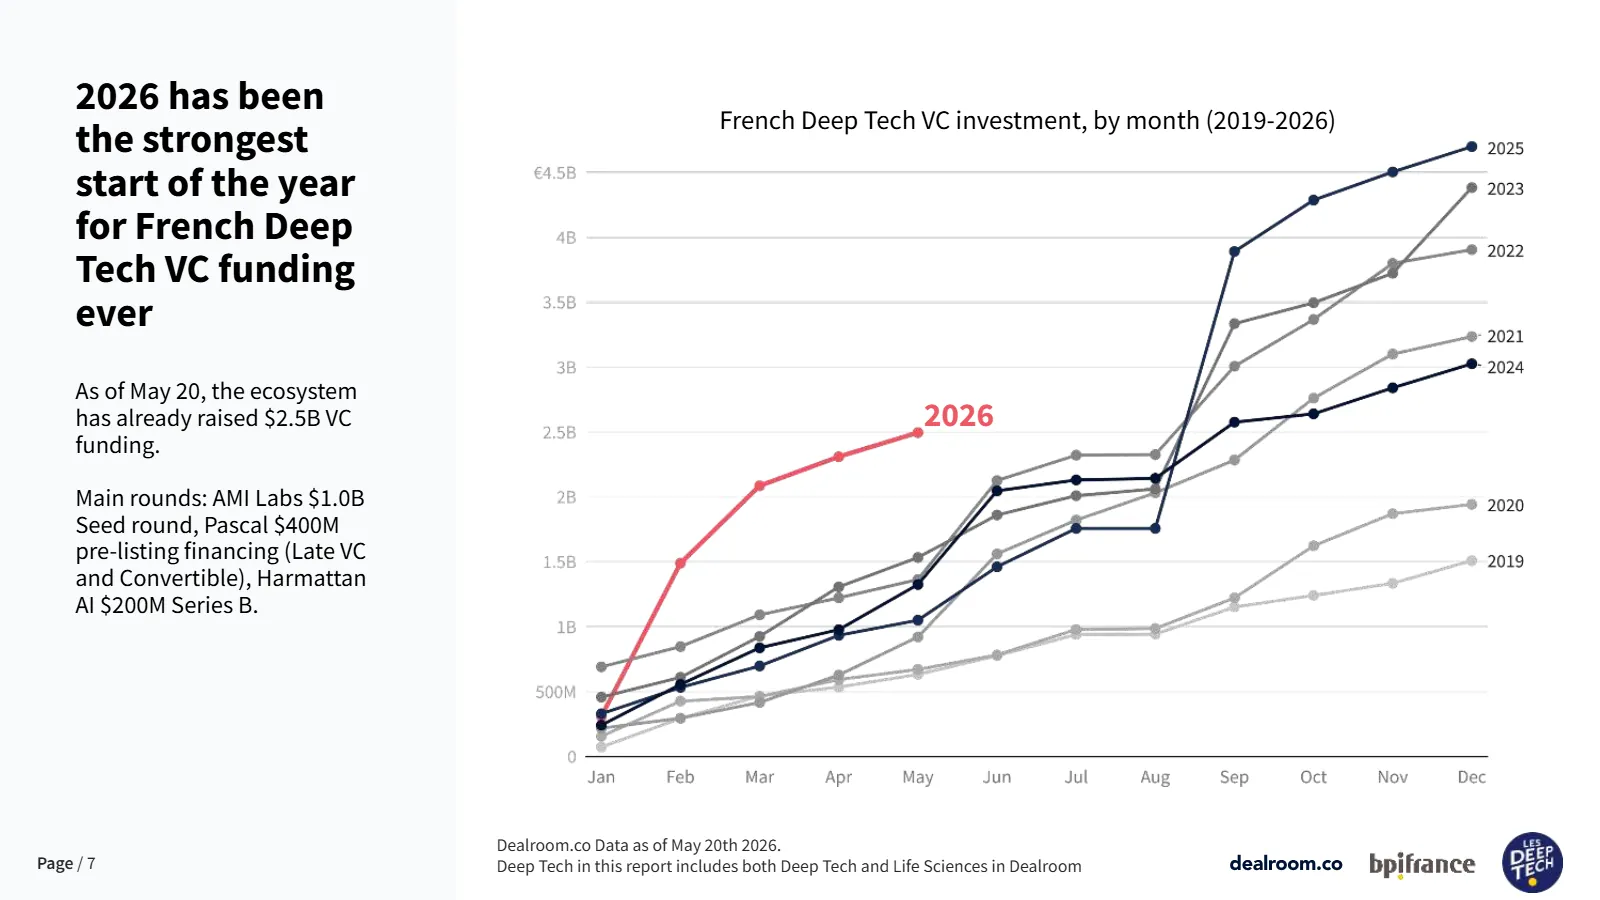 2026 has been
the strongest
start of the year
for French Deep
Tech VC funding
ever
As of May 20, the ecosystem
has already raised $2.5B VC
funding.
Main rounds: AMI Labs $1.0B
Seed round, Pascal $400M
pre-listing financing (Late VC
and Convertible), Harmattan
AI $200M Series B.
Page / 7
French Deep Tech VC investment, by month (2019-2026)
€4.5B
4B
3.5B
3B
2.5B
2B
1.5B
1B
500M
0
2025
2023
2022
2021
2024
2020
2019
2026
Jan Feb Mar Apr May Jun Jul Aug Sep Oct Nov Dec
Dealroom.co Data as of May 20th 2026.
Deep Tech in this report includes both Deep Tech and Life Sciences in Dealroom
dealroom.co
bpifrance
LES
DEEP
TECH